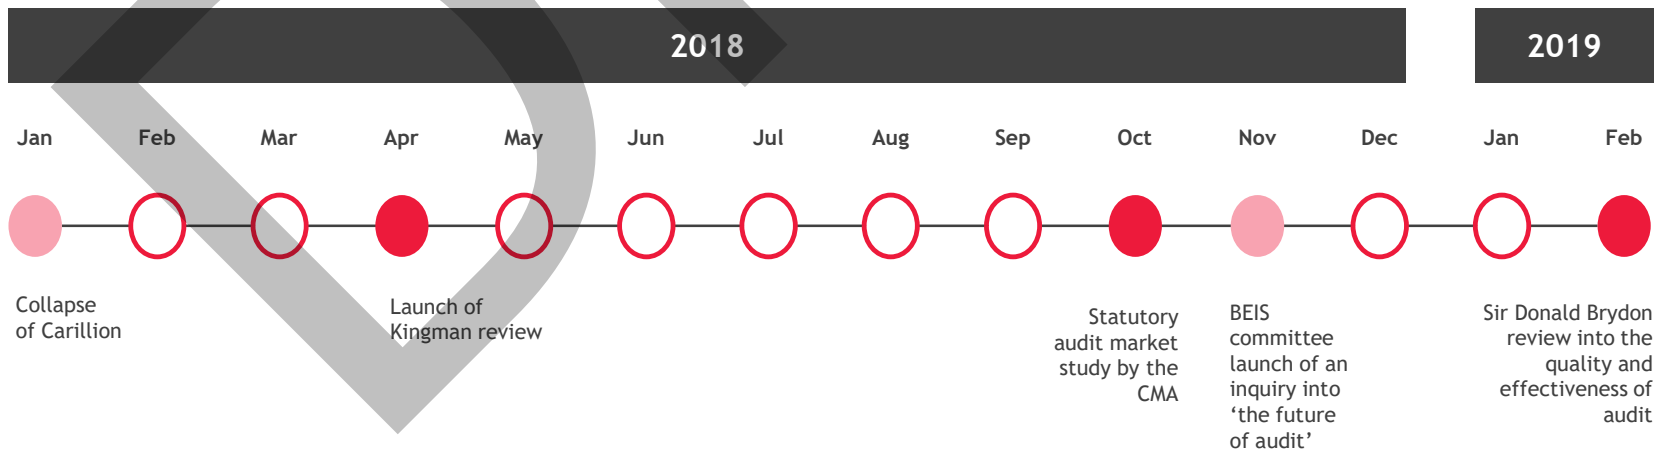 2018
2019
Jan Feb Mar Apr May Jun Jul Aug Sep Oct Nov Dec Jan Feb
Collapse
of Carillion
Launch of
Kingman review
Statutory
audit market
study by the
CMA
BEIS
committee
launch of an
inquiry into
‘the future
of audit’
Sir Donald Brydon
review into the
quality and
effectiveness of
audit